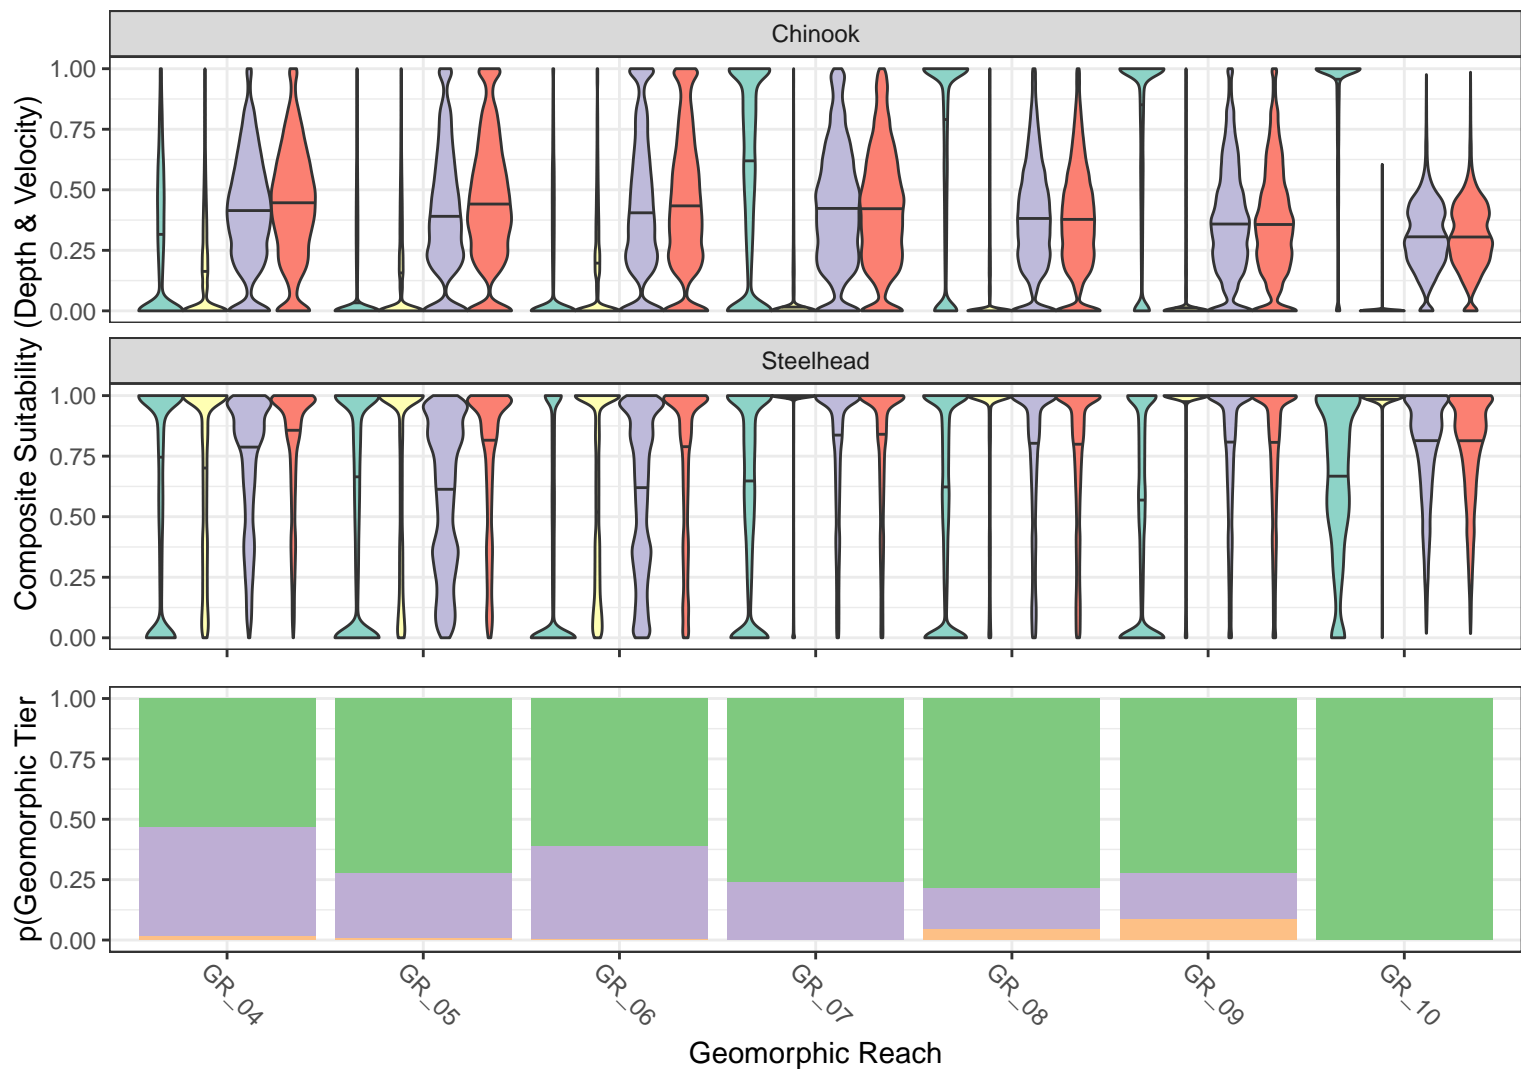 Chinook
1.00
0.75
0.50
0.25
0.00
Steelhead
1.00
0.75
0.50
0.25
0.00
Composite Suitability (Depth & Velocity)
1.00
0.75
0.50
0.25
0.00
p(Geomorphic Tier
GR_04
GR_05
GR_06
GR_07
GR_08
GR_09
GR_10
Geomorphic Reach